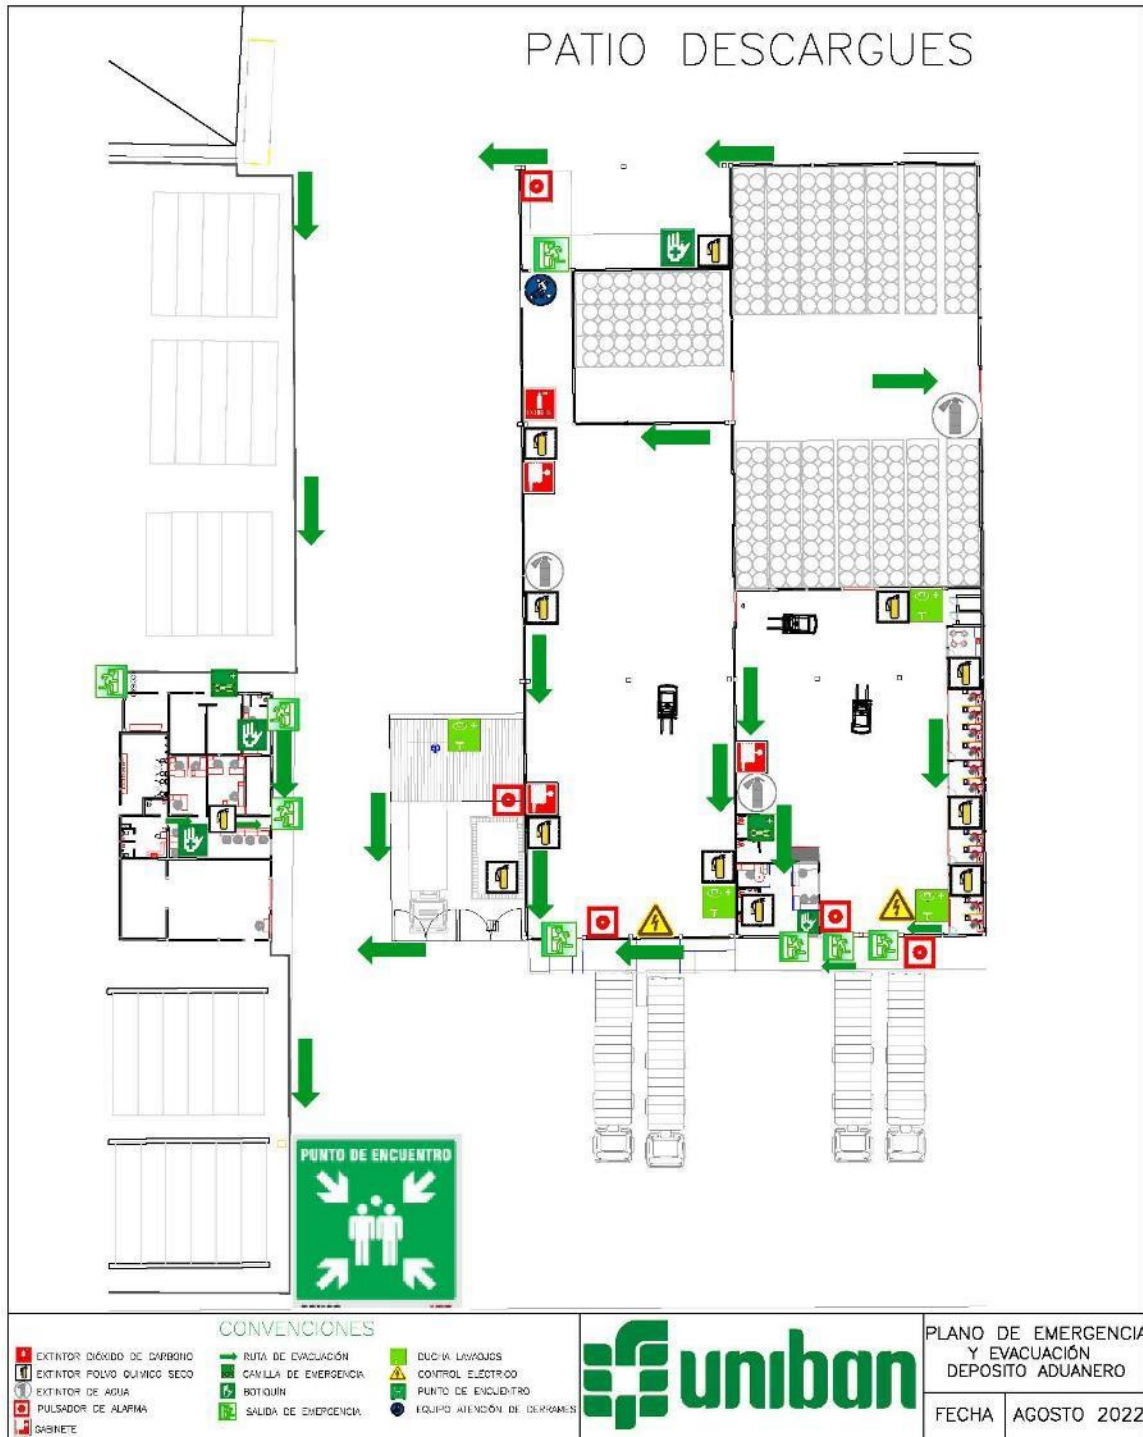 PATIO DESCARGUES
PUNTO DE ENCUENTRO
CONVENCIONES
EXTINTOR DIÓXIDO DE CARBONO
EXTINTOR POLVO QUIMICO SECO
EXTINTOR DE AGUA
PULSADOR DE ALARMA
GABINETE
RUTA DE EVACUACIÓN
CAMILLA DE EMERGENCIA
BOTIQUÍN
SALIDA DE EMERGENCIA
DUCHA LAVAOJOS
CONTROL ELÉCTRICO
PUNTO DE ENCUENTRO
EQUIPO ATENCIÓN DE DERRAMES
uniban
PLANO DE EMERGENCIA
Y EVACUACIÓN
DEPOSITO ADUANERO
FECHA
AGOSTO 2022